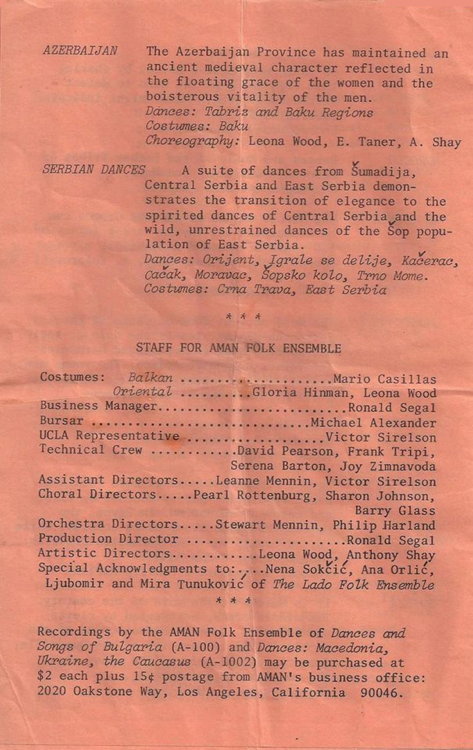 AZERBAIJAN The Azerbaijan Province has maintained an
ancient medieval character reflected in
the floating grace of the women and the
boisterous vitality of the men.
Dances: Tabriz and Baku Regions
Costumes: Baku
Choreography: Leona Wood, E. Taner, A. Shay
SERBIAN DANCES A suite of dances from Šumadija,
Central Serbia and East Serbia demon-
strates the transition of elegance to the
spirited dances of Central Serbia and the
wild, unrestrained dances of the Šop popu-
lation of East Serbia.
Dances: Orijent, Igrale se delije, Kačerac,
Čačak, Moravac, Šopsko kolo, Trno Mome.
Costumes: Crna Trava, East Serbia
* * *
STAFF FOR AMAN FOLK ENSEMBLE
Costumes: Balkan ....................Mario Casillas
Oriental ..........Gloria Hinman, Leona Wood
Business Manager.........................Ronald Segal
Bursar .............................Michael Alexander
UCLA Representative ..................Victor Sirelson
Technical Crew ...........David Pearson, Frank Tripi,
Serena Barton, Joy Zimnavoda
Assistant Directors.....Leanne Mennin, Victor Sirelson
Choral Directors.....Pearl Rottenburg, Sharon Johnson,
Barry Glass
Orchestra Directors.....Stewart Mennin, Philip Harland
Production Director .....................Ronald Segal
Artistic Directors...........Leona Wood, Anthony Shay
Special Acknowledgments to:....Nena Sokčić, Ana Orlić,
Ljubomir and Mira Tunuković of The Lado Folk Ensemble
* * *
Recordings by the AMAN Folk Ensemble of Dances and
Songs of Bulgaria (A-100) and Dances: Macedonia,
Ukraine, the Caucasus (A-1002) may be purchased at
$2 each plus 15¢ postage from AMAN's business office:
2020 Oakstone Way, Los Angeles, California 90046.